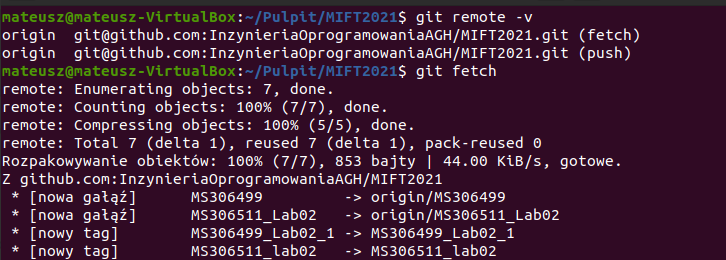 mateusz@mateusz-VirtualBox:~/Pulpit/MIFT2021$ git remote -v
origin  git@github.com:InzynieriaOprogramowaniaAGH/MIFT2021.git (fetch)
origin  git@github.com:InzynieriaOprogramowaniaAGH/MIFT2021.git (push)
mateusz@mateusz-VirtualBox:~/Pulpit/MIFT2021$ git fetch
remote: Enumerating objects: 7, done.
remote: Counting objects: 100% (7/7), done.
remote: Compressing objects: 100% (5/5), done.
remote: Total 7 (delta 1), reused 7 (delta 1), pack-reused 0
Rozpakowywanie obiektów: 100% (7/7), 853 bajty | 44.00 KiB/s, gotowe.
Z github.com:InzynieriaOprogramowaniaAGH/MIFT2021
 * [nowa gałąź]      MS306499        -> origin/MS306499
 * [nowa gałąź]      MS306511_Lab02  -> origin/MS306511_Lab02
 * [nowy tag]        MS306499_Lab02_1 -> MS306499_Lab02_1
 * [nowy tag]        MS306511_lab02  -> MS306511_lab02